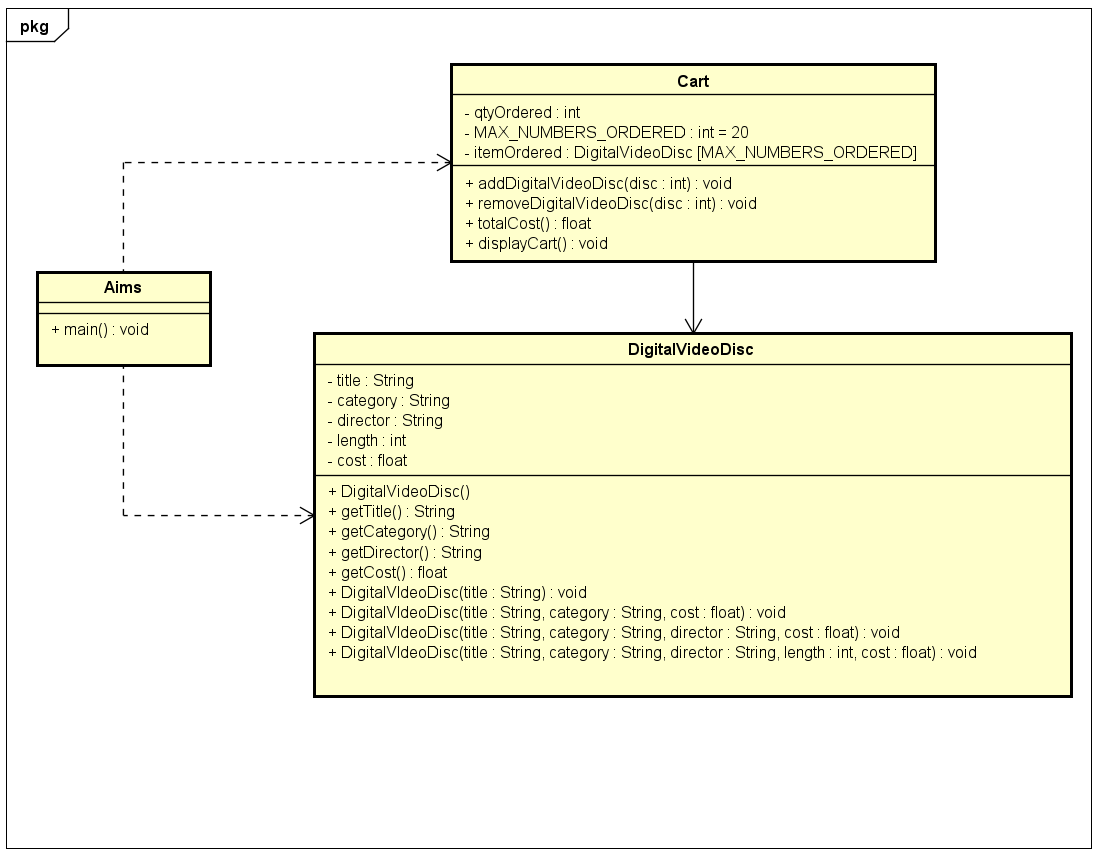 pkg
Cart
- qtyOrdered : int
- MAX_NUMBERS_ORDERED : int = 20
- itemOrdered : DigitalVideoDisc [MAX_NUMBERS_ORDERED]
+ addDigitalVideoDisc(disc : int) : void
+ removeDigitalVideoDisc(disc : int) : void
+ totalCost() : float
+ displayCart() : void
Aims
+ main() : void
DigitalVideoDisc
- title : String
- category : String
- director : String
- length : int
- cost : float
+ DigitalVideoDisc()
+ getTitle() : String
+ getCategory() : String
+ getDirector() : String
+ getCost() : float
+ DigitalVIdeoDisc(title : String) : void
+ DigitalVIdeoDisc(title : String, category : String, cost : float) : void
+ DigitalVIdeoDisc(title : String, category : String, director : String, cost : float) : void
+ DigitalVIdeoDisc(title : String, category : String, director : String, length : int, cost : float) : void